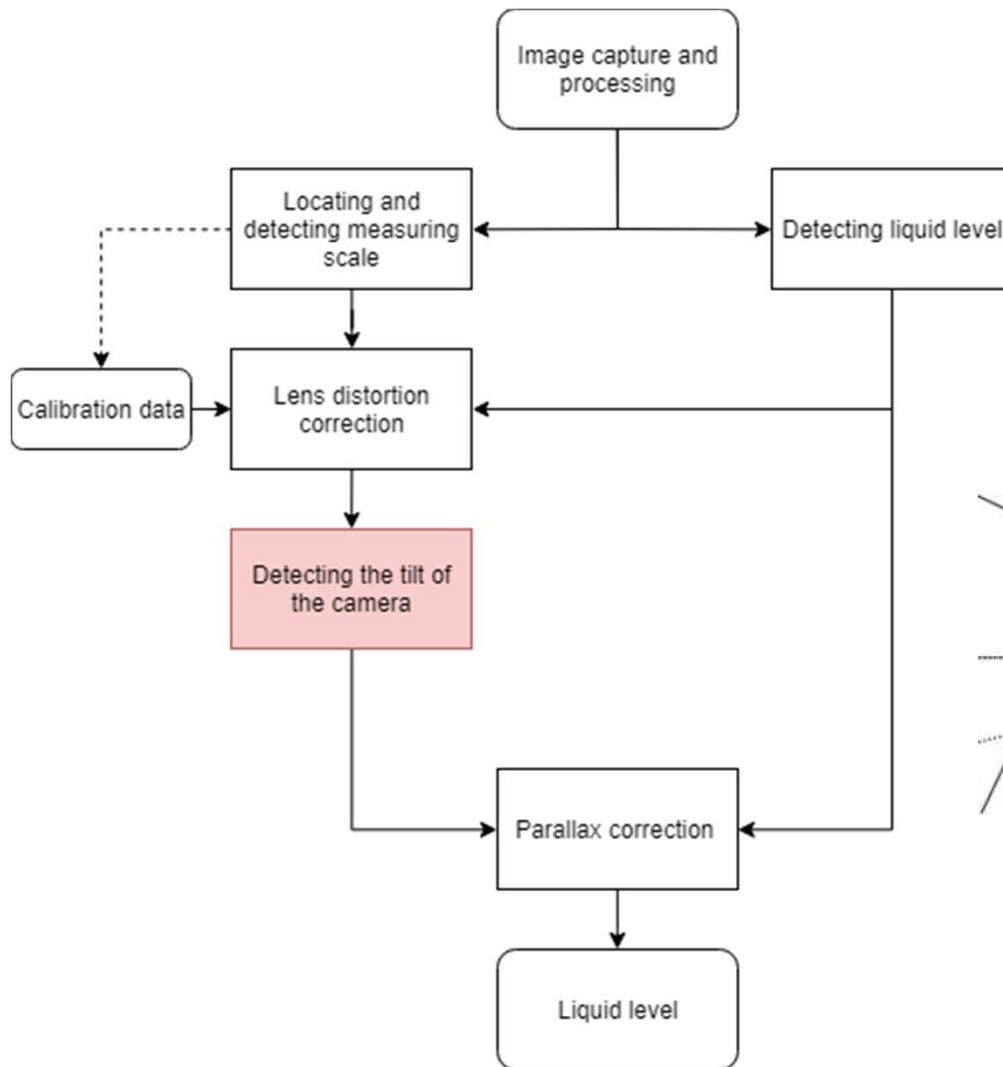 Image capture and
processing
Locating and
detecting measuring
scale
Detecting liquid level
Calibration data
Lens distortion
correction
Detecting the tilt of
the camera
Parallax correction
Liquid level